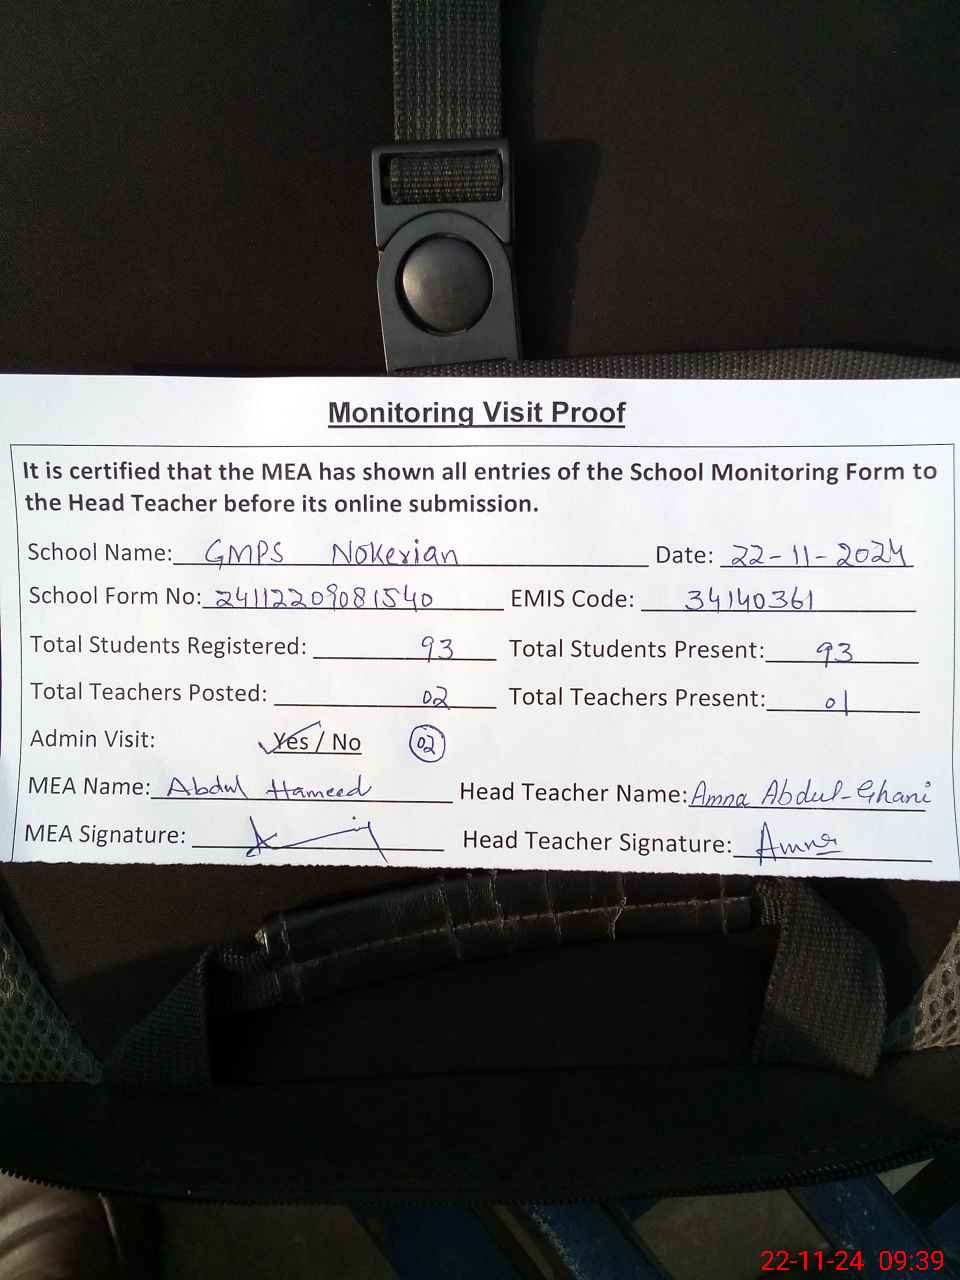 Monitoring Visit Proof
It is certified that the MEA has shown all entries of the School Monitoring Form to
the Head Teacher before its online submission.
School Name: GMPS Nokerian Date: 22-11-2024
School Form No: 24112209081540 EMIS Code: 34140361
Total Students Registered: 93 Total Students Present: 93
Total Teachers Posted: 02 Total Teachers Present: 01
Admin Visit: Yes / No 02
MEA Name: Abdul Hameed Head Teacher Name: Amna Abdul-Ghani
MEA Signature: Head Teacher Signature: Amna
22-11-24 09:39